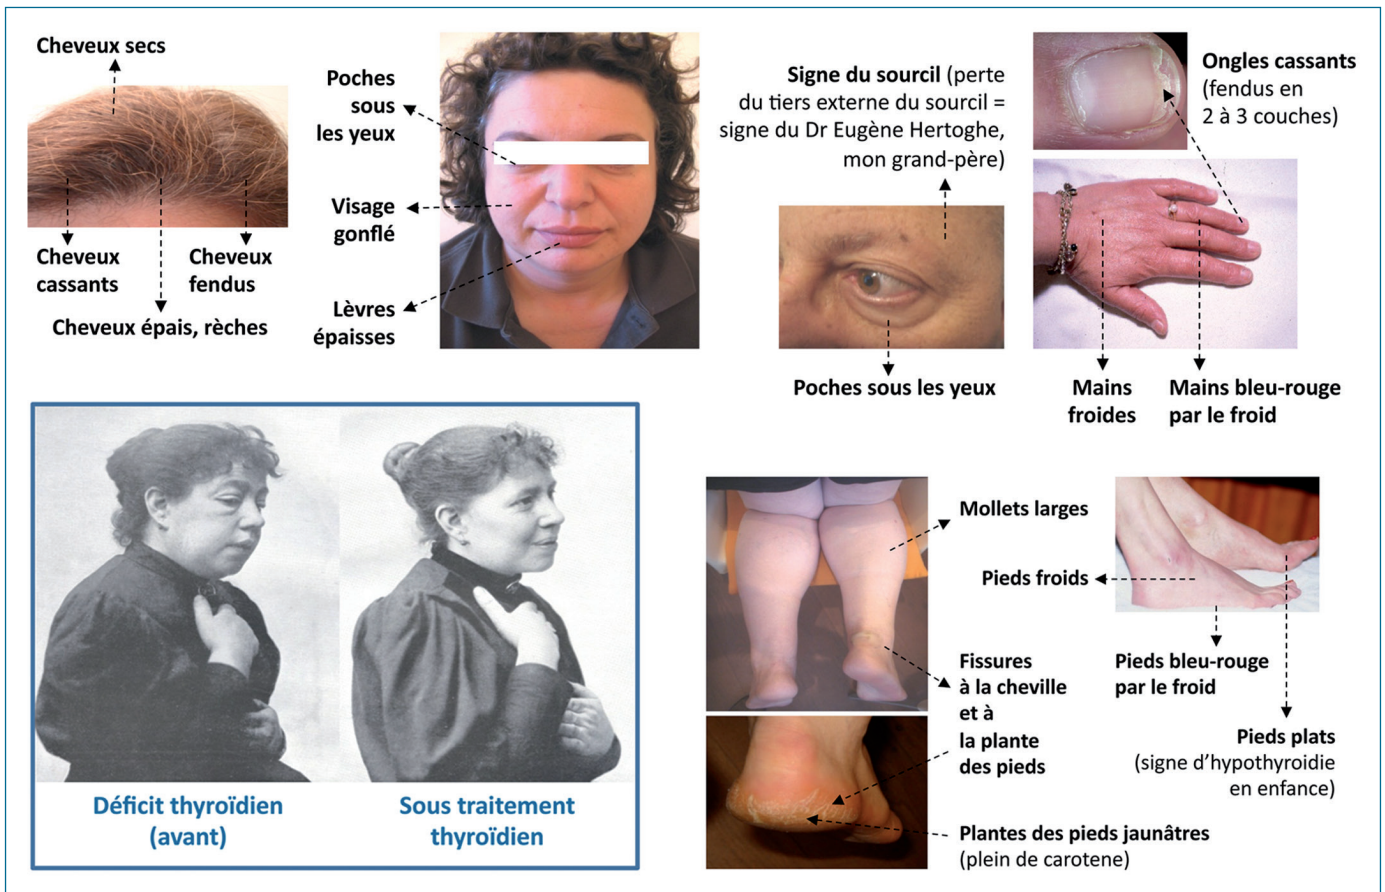 Cheveux secs
Cheveux
cassants
Cheveux
fendus
Cheveux épais, rèches
Poches
sous
les yeux
Visage
gonflé
Lèvres
épaisses
Signe du sourcil (perte
du tiers externe du sourcil =
signe du Dr Eugène Hertoghe,
mon grand-père)
Poches sous les yeux
Ongles cassants
(fendus en
2 à 3 couches)
Mains
froides
Mains bleu-rouge
par le froid
Déficit thyroïdien
(avant)
Sous traitement
thyroïdien
Mollets larges
Pieds froids
Fissures
à la cheville
et à
la plante
des pieds
Pieds bleu-rouge
par le froid
Pieds plats
(signe d’hypothyroidie
en enfance)
Plantes des pieds jaunâtres
(plein de carotene)